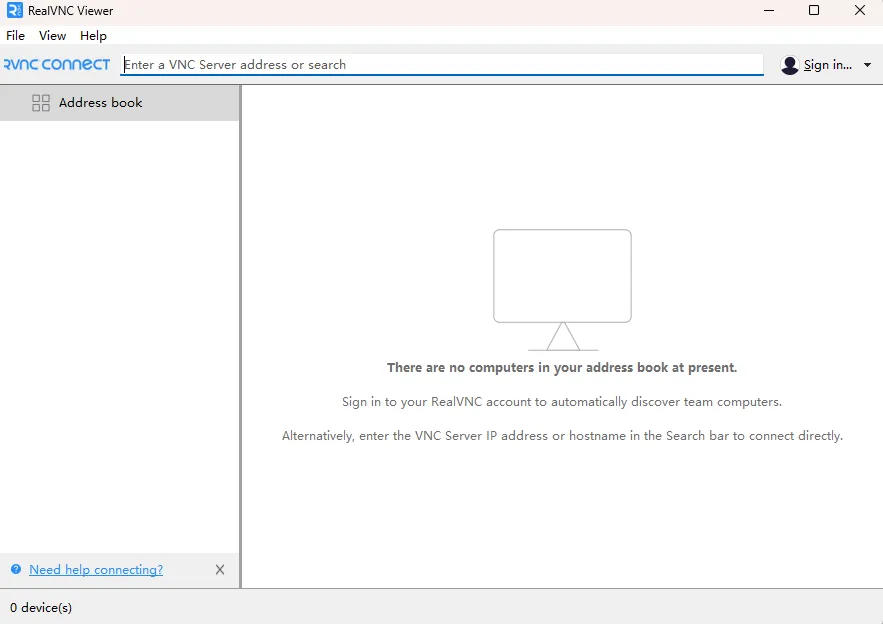 RealVNC Viewer
File View Help
RVNC CONNECT
Enter a VNC Server address or search
Sign in...
Address book
There are no computers in your address book at present.
Sign in to your RealVNC account to automatically discover team computers.
Alternatively, enter the VNC Server IP address or hostname in the Search bar to connect directly.
Need help connecting?
0 device(s)